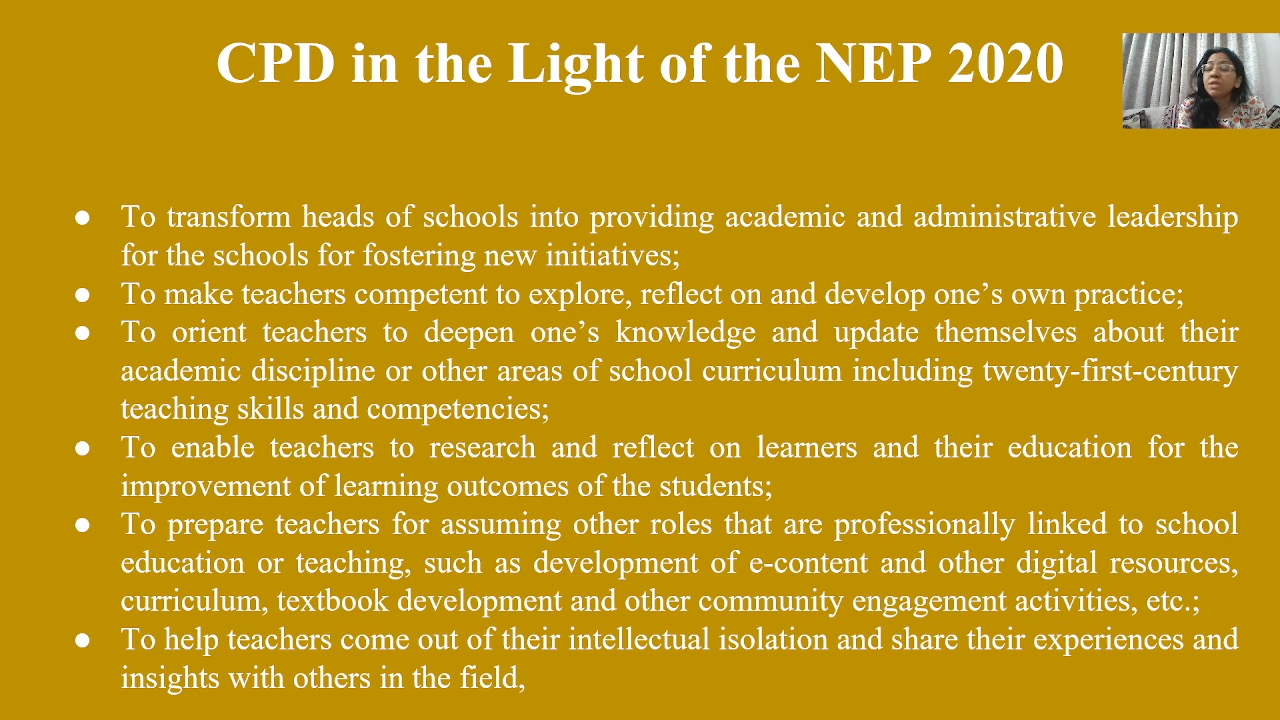 CPD in the Light of the NEP 2020
● To transform heads of schools into providing academic and administrative leadership
for the schools for fostering new initiatives;
● To make teachers competent to explore, reflect on and develop one’s own practice;
● To orient teachers to deepen one’s knowledge and update themselves about their
academic discipline or other areas of school curriculum including twenty-first-century
teaching skills and competencies;
● To enable teachers to research and reflect on learners and their education for the
improvement of learning outcomes of the students;
● To prepare teachers for assuming other roles that are professionally linked to school
education or teaching, such as development of e-content and other digital resources,
curriculum, textbook development and other community engagement activities, etc.;
● To help teachers come out of their intellectual isolation and share their experiences and
insights with others in the field,